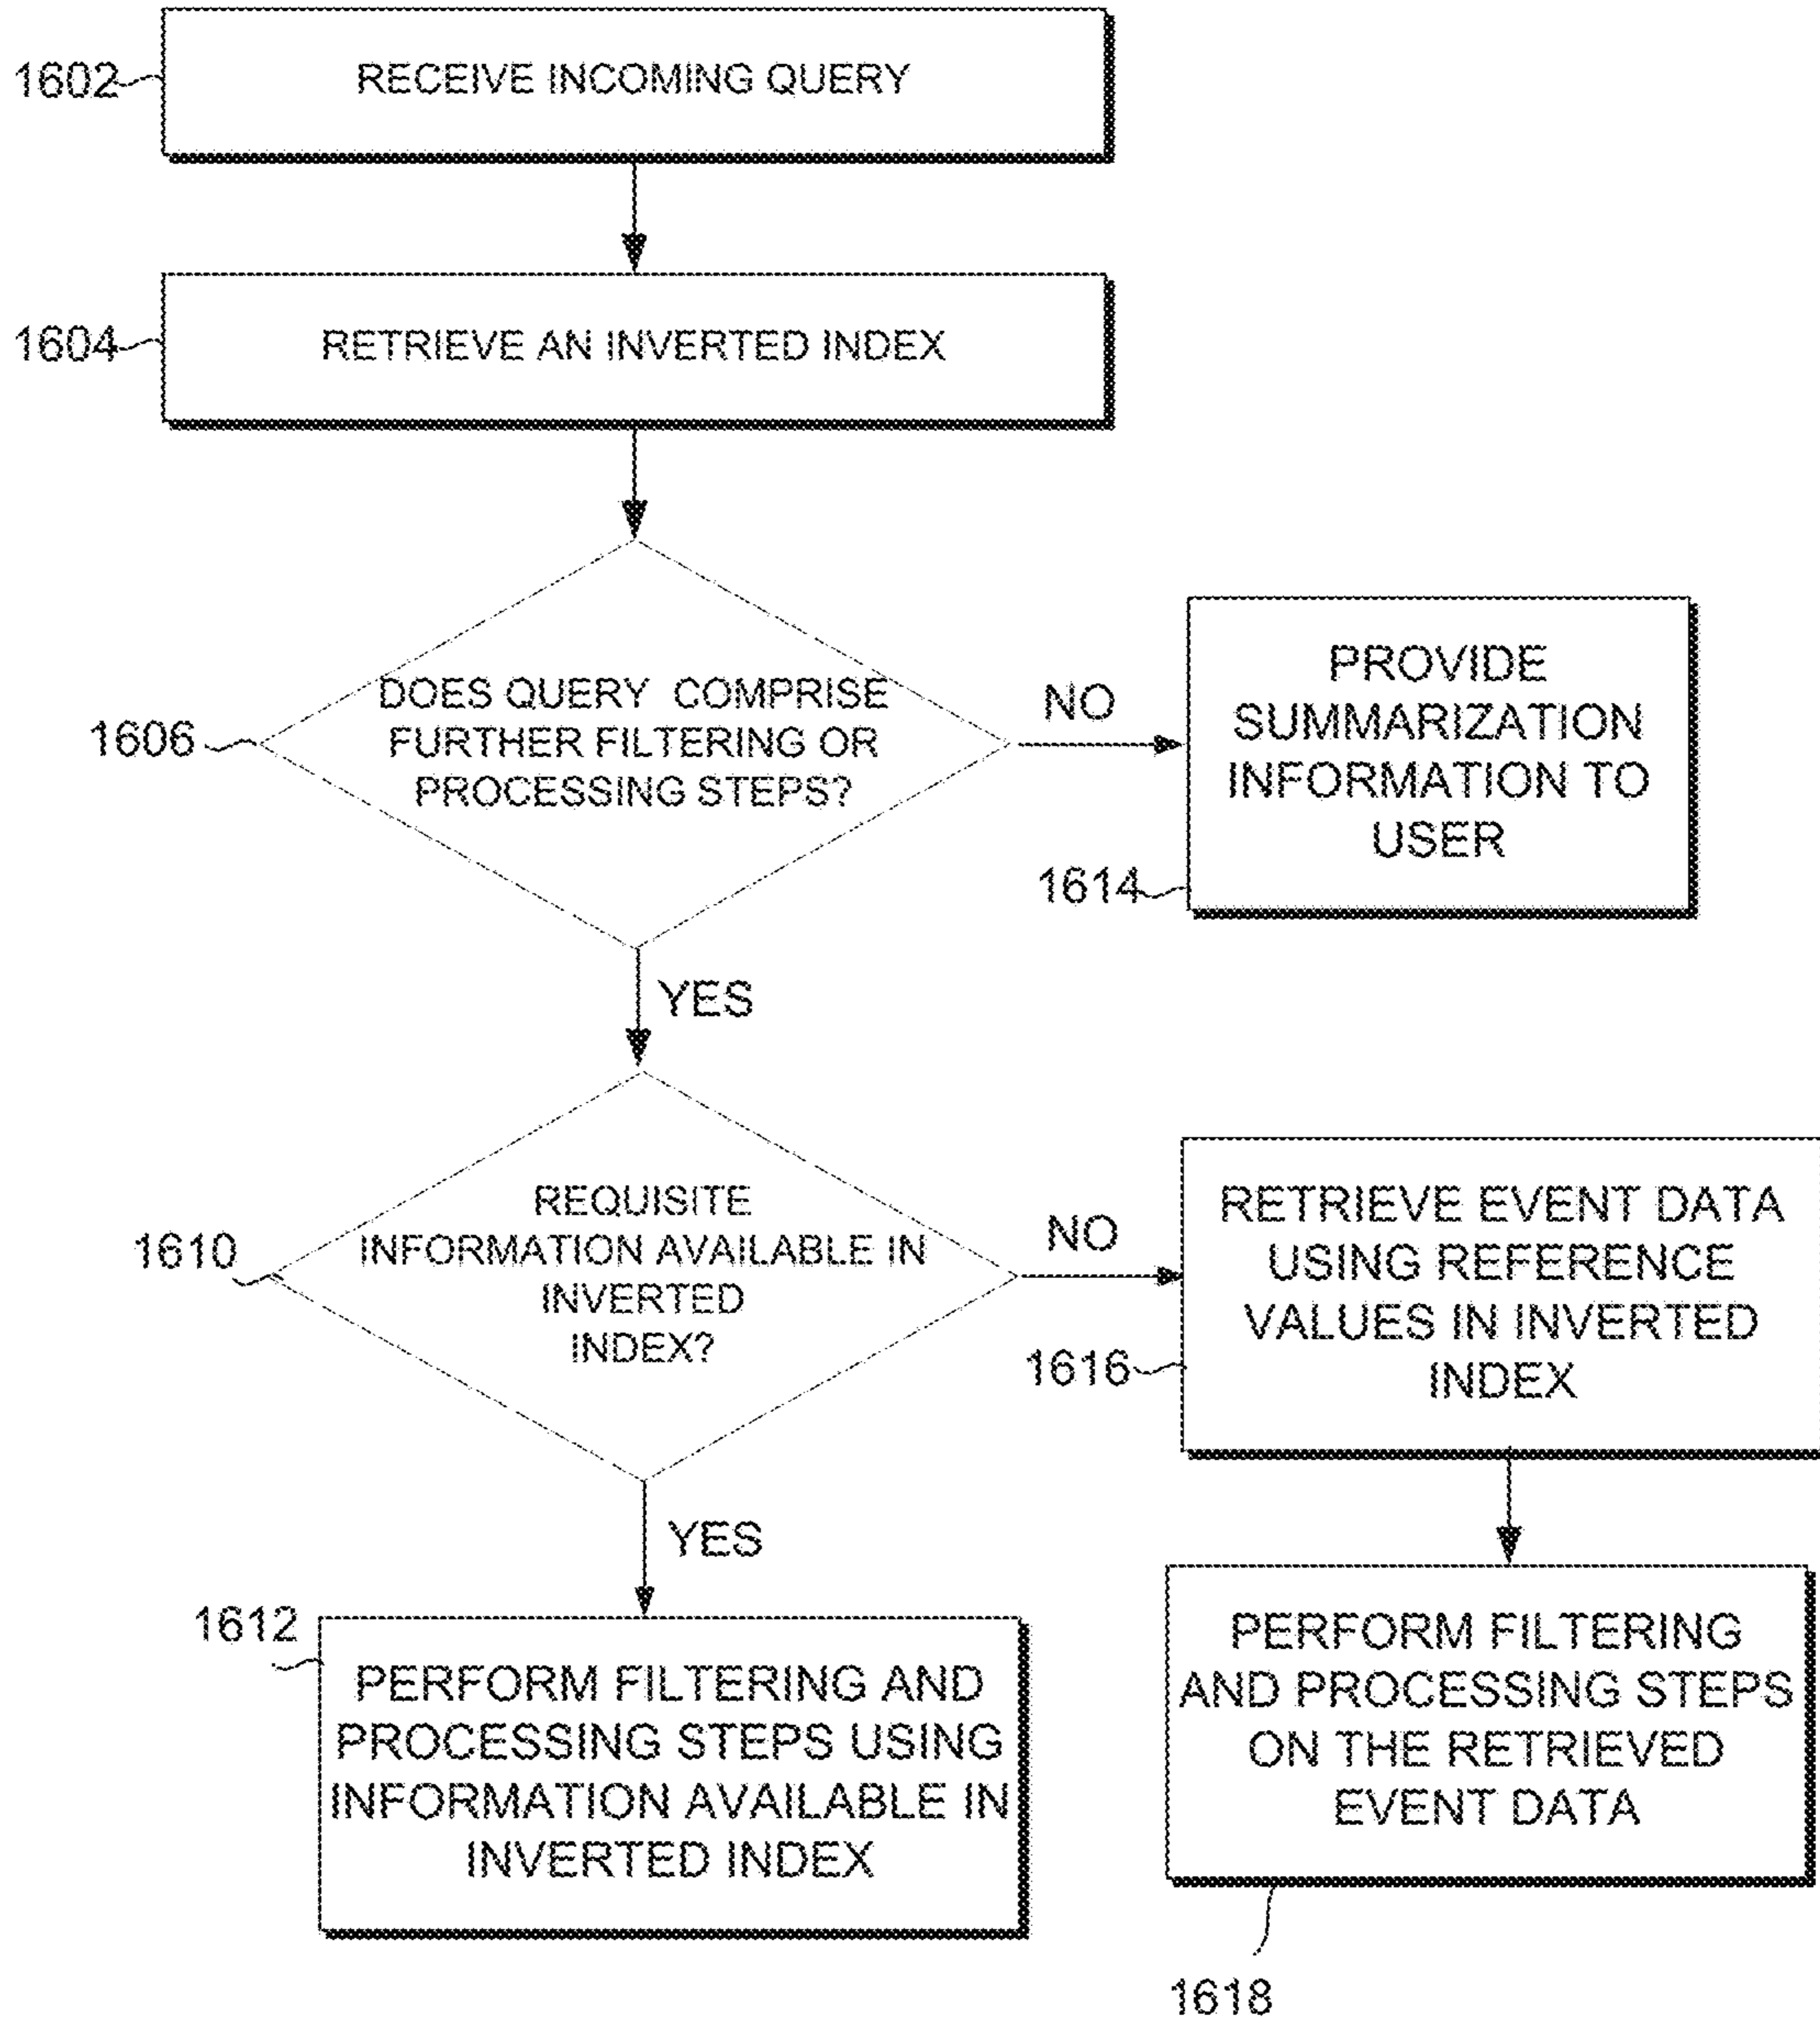 1602
RECEIVE INCOMING QUERY
1604
RETRIEVE AN INVERTED INDEX
1606
DOES QUERY COMPRISE
FURTHER FILTERING OR
PROCESSING STEPS?
NO
PROVIDE
SUMMARIZATION
INFORMATION TO
USER
1614
YES
1610
REQUISITE
INFORMATION AVAILABLE IN
INVERTED
INDEX?
NO
RETRIEVE EVENT DATA
USING REFERENCE
VALUES IN INVERTED
INDEX
1616
YES
1612
PERFORM FILTERING AND
PROCESSING STEPS USING
INFORMATION AVAILABLE IN
INVERTED INDEX
PERFORM FILTERING
AND PROCESSING STEPS
ON THE RETRIEVED
EVENT DATA
1618